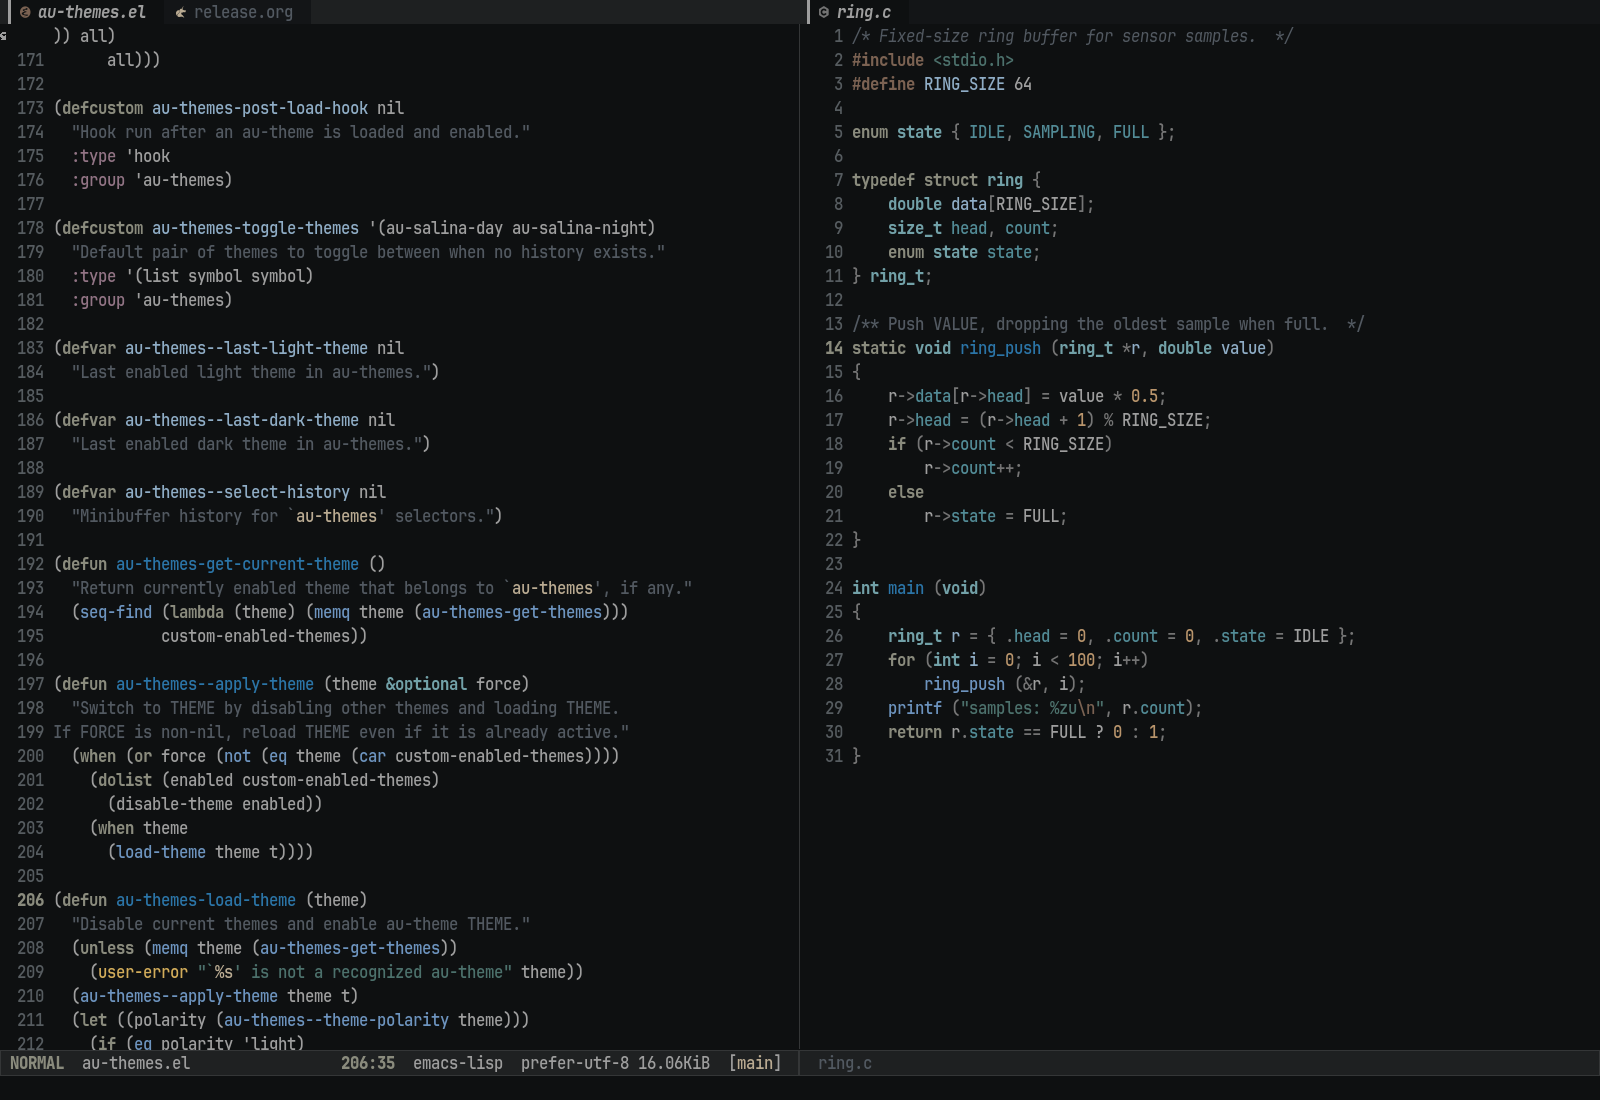 au-themes.el release.org
)) all)
171 all)))
172
173 (defcustom au-themes-post-load-hook nil
174 "Hook run after an au-theme is loaded and enabled."
175 :type 'hook
176 :group 'au-themes)
177
178 (defcustom au-themes-toggle-themes '(au-salina-day au-salina-night)
179 "Default pair of themes to toggle between when no history exists."
180 :type '(list symbol symbol)
181 :group 'au-themes)
182
183 (defvar au-themes--last-light-theme nil
184 "Last enabled light theme in au-themes.")
185
186 (defvar au-themes--last-dark-theme nil
187 "Last enabled dark theme in au-themes.")
188
189 (defvar au-themes--select-history nil
190 "Minibuffer history for `au-themes' selectors.")
191
192 (defun au-themes-get-current-theme ()
193 "Return currently enabled theme that belongs to `au-themes', if any."
194 (seq-find (lambda (theme) (memq theme (au-themes-get-themes)))
195 custom-enabled-themes))
196
197 (defun au-themes--apply-theme (theme &optional force)
198 "Switch to THEME by disabling other themes and loading THEME.
199 If FORCE is non-nil, reload THEME even if it is already active."
200 (when (or force (not (eq theme (car custom-enabled-themes))))
201 (dolist (enabled custom-enabled-themes)
202 (disable-theme enabled))
203 (when theme
204 (load-theme theme t))))
205
206 (defun au-themes-load-theme (theme)
207 "Disable current themes and enable au-theme THEME."
208 (unless (memq theme (au-themes-get-themes))
209 (user-error "`%s' is not a recognized au-theme" theme))
210 (au-themes--apply-theme theme t)
211 (let ((polarity (au-themes--theme-polarity theme)))
212 (if (eq polarity 'light)
NORMAL au-themes.el 206:35 emacs-lisp prefer-utf-8 16.06KiB [main]
ring.c
1 /* Fixed-size ring buffer for sensor samples.  */
2 #include <stdio.h>
3 #define RING_SIZE 64
4
5 enum state { IDLE, SAMPLING, FULL };
6
7 typedef struct ring {
8 double data[RING_SIZE];
9 size_t head, count;
10 enum state state;
11 } ring_t;
12
13 /** Push VALUE, dropping the oldest sample when full.  */
14 static void ring_push (ring_t *r, double value)
15 {
16 r->data[r->head] = value * 0.5;
17 r->head = (r->head + 1) % RING_SIZE;
18 if (r->count < RING_SIZE)
19 r->count++;
20 else
21 r->state = FULL;
22 }
23
24 int main (void)
25 {
26 ring_t r = { .head = 0, .count = 0, .state = IDLE };
27 for (int i = 0; i < 100; i++)
28 ring_push (&r, i);
29 printf ("samples: %zu\n", r.count);
30 return r.state == FULL ? 0 : 1;
31 }
ring.c